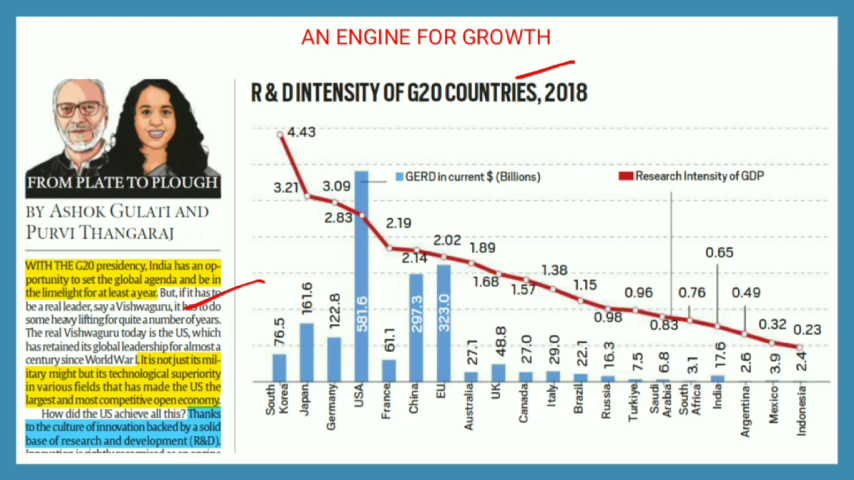 AN ENGINE FOR GROWTH
FROM PLATE TO PLOUGH
BY ASHOK GULATI AND
PURVI THANGARAJ
WITH THE G20 presidency, India has an op-
portunity to set the global agenda and be in
the limelight for at least a year. But, if it has to
be a real leader, say a Vishwaguru, it has to do
some heavy lifting for quite a number of years.
The real Vishwaguru today is the US, which
has retained its global leadership for almost a
century since World War I. It is not just its mil-
itary might but its technological superiority
in various fields that has made the US the
largest and most competitive open economy.
How did the US achieve all this? Thanks
to the culture of innovation backed by a solid
base of research and development (R&D).
R & D INTENSITY OF G20 COUNTRIES, 2018
GERD in current $ (Billions)
Research Intensity of GDP
4.43
3.21
3.09
2.83
2.19
2.14
2.02
1.89
1.68
1.57
1.38
1.15
0.98
0.96
0.83
0.76
0.65
0.49
0.32
0.23
76.5
161.6
122.8
581.6
61.1
297.3
323.0
27.1
48.8
27.0
29.0
22.1
16.3
7.5
6.8
3.1
17.6
2.6
3.9
2.4
South
Korea
Japan
Germany
USA
France
China
EU
Australia
UK
Canada
Italy
Brazil
Russia
Turkiye
Saudi
Arabia
South
Africa
India
Argentina
Mexico
Indonesia